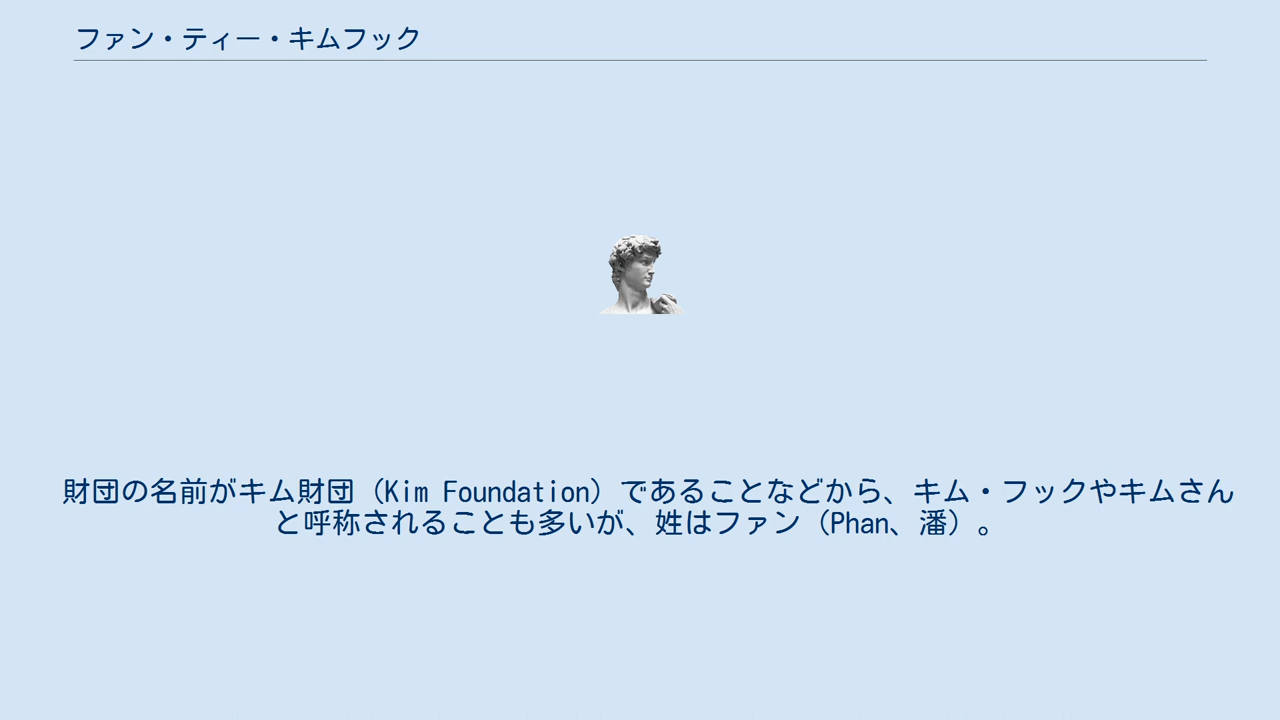 ファン・ティー・キムフック
財団の名前がキム財団（Kim Foundation）であることなどから、キム・フックやキムさん
と呼称されることも多いが、姓はファン（Phan、潘）。